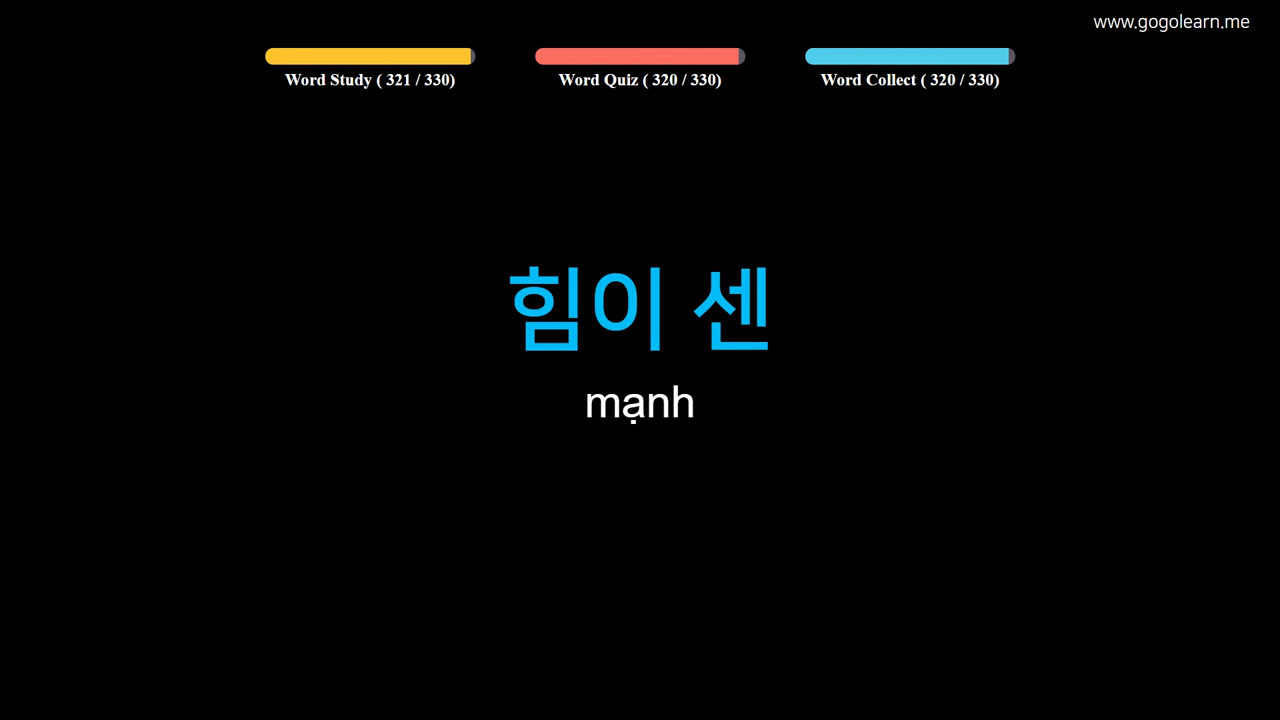 www.gogolearn.me
Word Study ( 321 / 330)
Word Quiz ( 320 / 330)
Word Collect ( 320 / 330)
힘이 센
mạnh